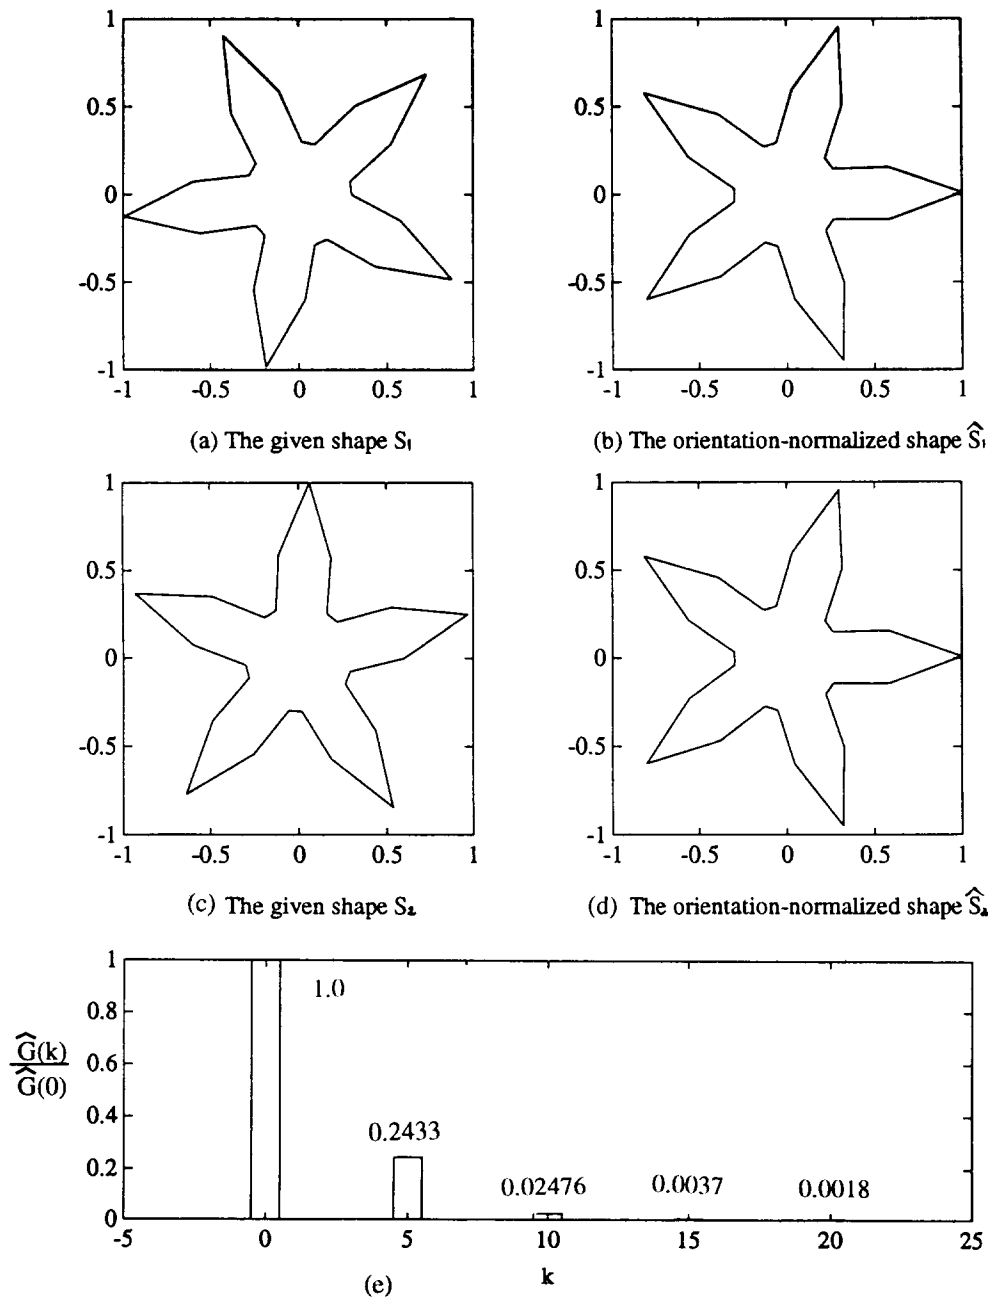 1 1
0.5 0.5
0 0
-0.5 -0.5
-1 -1
-1 -0.5 0 0.5 1 -1 -0.5 0 0.5 1
(a) The given shape S₁ (b) The orientation-normalized shape Ŝ₁
1 1
0.5 0.5
0 0
-0.5 -0.5
-1 -1
-1 -0.5 0 0.5 1 -1 -0.5 0 0.5 1
(c) The given shape S₂ (d) The orientation-normalized shape Ŝ₂
1
1.0
0.8
Ĝ(k)
0.6
Ĝ(0)
0.4
0.2433
0.2
0.02476 0.0037 0.0018
0
-5 0 5 10 15 20 25
(e) k